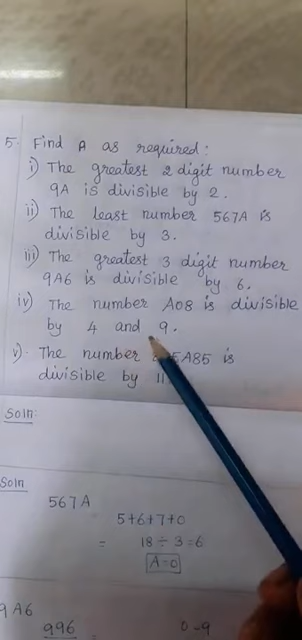 5. Find A as required:
i) The greatest 2 digit number
9A is divisible by 2.
ii) The least number 567A is
divisible by 3.
iii) The greatest 3 digit number
9A6 is divisible by 6.
iv) The number A08 is divisible
by 4 and 9.
v). The number 5A85 is
divisible by 11
Soln:
Soln
567A
5+6+7+0
= 18 ÷ 3 = 6
A=0
9A6
996
0-9